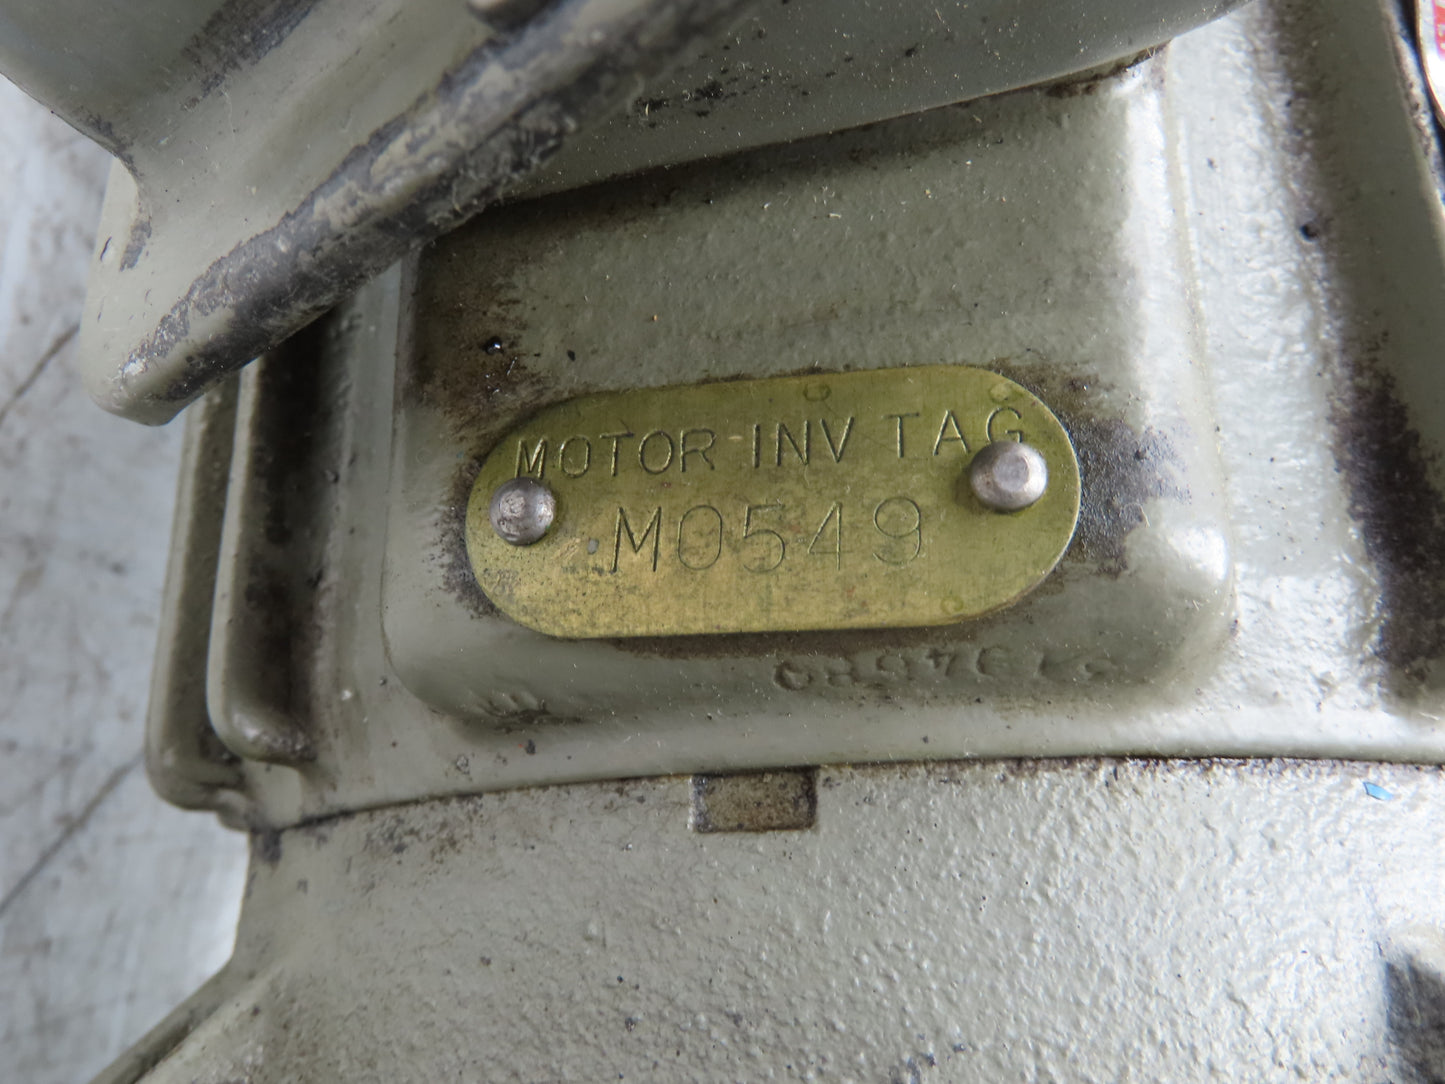 MOTOR INV TAG
M0549